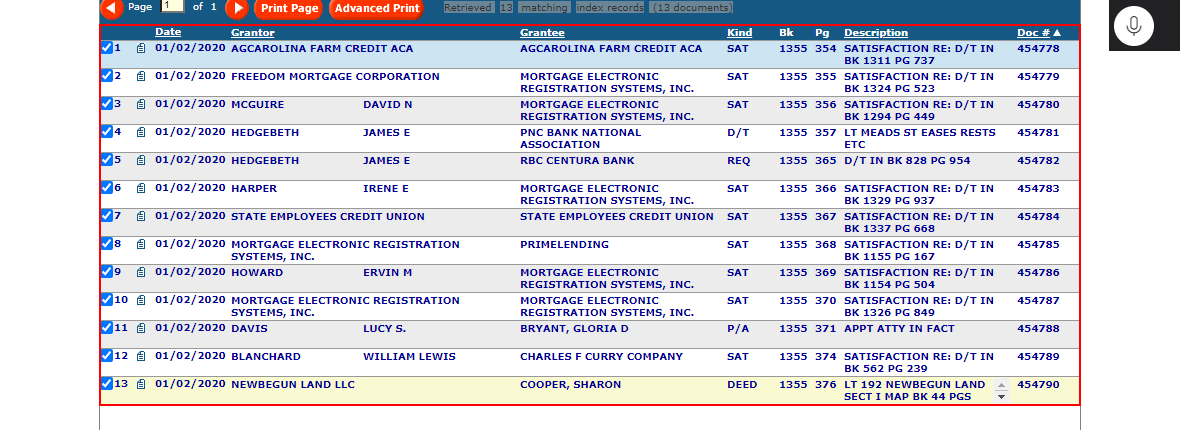 Page 1 of 1 Print Page Advanced Print Retrieved 13 matching index records (13 documents)
Date Grantor Grantee Kind Bk Pg Description Doc #▲
1 01/02/2020 AGCAROLINA FARM CREDIT ACA AGCAROLINA FARM CREDIT ACA SAT 1355 354 SATISFACTION RE: D/T IN 454778
BK 1311 PG 737
2 01/02/2020 FREEDOM MORTGAGE CORPORATION MORTGAGE ELECTRONIC SAT 1355 355 SATISFACTION RE: D/T IN 454779
REGISTRATION SYSTEMS, INC. BK 1324 PG 523
3 01/02/2020 MCGUIRE DAVID N MORTGAGE ELECTRONIC SAT 1355 356 SATISFACTION RE: D/T IN 454780
REGISTRATION SYSTEMS, INC. BK 1294 PG 449
4 01/02/2020 HEDGEBETH JAMES E PNC BANK NATIONAL D/T 1355 357 LT MEADS ST EASES RESTS 454781
ASSOCIATION ETC
5 01/02/2020 HEDGEBETH JAMES E RBC CENTURA BANK REQ 1355 365 D/T IN BK 828 PG 954 454782
6 01/02/2020 HARPER IRENE E MORTGAGE ELECTRONIC SAT 1355 366 SATISFACTION RE: D/T IN 454783
REGISTRATION SYSTEMS, INC. BK 1329 PG 937
7 01/02/2020 STATE EMPLOYEES CREDIT UNION STATE EMPLOYEES CREDIT UNION SAT 1355 367 SATISFACTION RE: D/T IN 454784
BK 1337 PG 668
8 01/02/2020 MORTGAGE ELECTRONIC REGISTRATION PRIMELENDING SAT 1355 368 SATISFACTION RE: D/T IN 454785
SYSTEMS, INC. BK 1155 PG 167
9 01/02/2020 HOWARD ERVIN M MORTGAGE ELECTRONIC SAT 1355 369 SATISFACTION RE: D/T IN 454786
REGISTRATION SYSTEMS, INC. BK 1154 PG 504
10 01/02/2020 MORTGAGE ELECTRONIC REGISTRATION MORTGAGE ELECTRONIC SAT 1355 370 SATISFACTION RE: D/T IN 454787
SYSTEMS, INC. REGISTRATION SYSTEMS, INC. BK 1326 PG 849
11 01/02/2020 DAVIS LUCY S. BRYANT, GLORIA D P/A 1355 371 APPT ATTY IN FACT 454788
12 01/02/2020 BLANCHARD WILLIAM LEWIS CHARLES F CURRY COMPANY SAT 1355 374 SATISFACTION RE: D/T IN 454789
BK 562 PG 239
13 01/02/2020 NEWBEGUN LAND LLC COOPER, SHARON DEED 1355 376 LT 192 NEWBEGUN LAND 454790
SECT I MAP BK 44 PGS